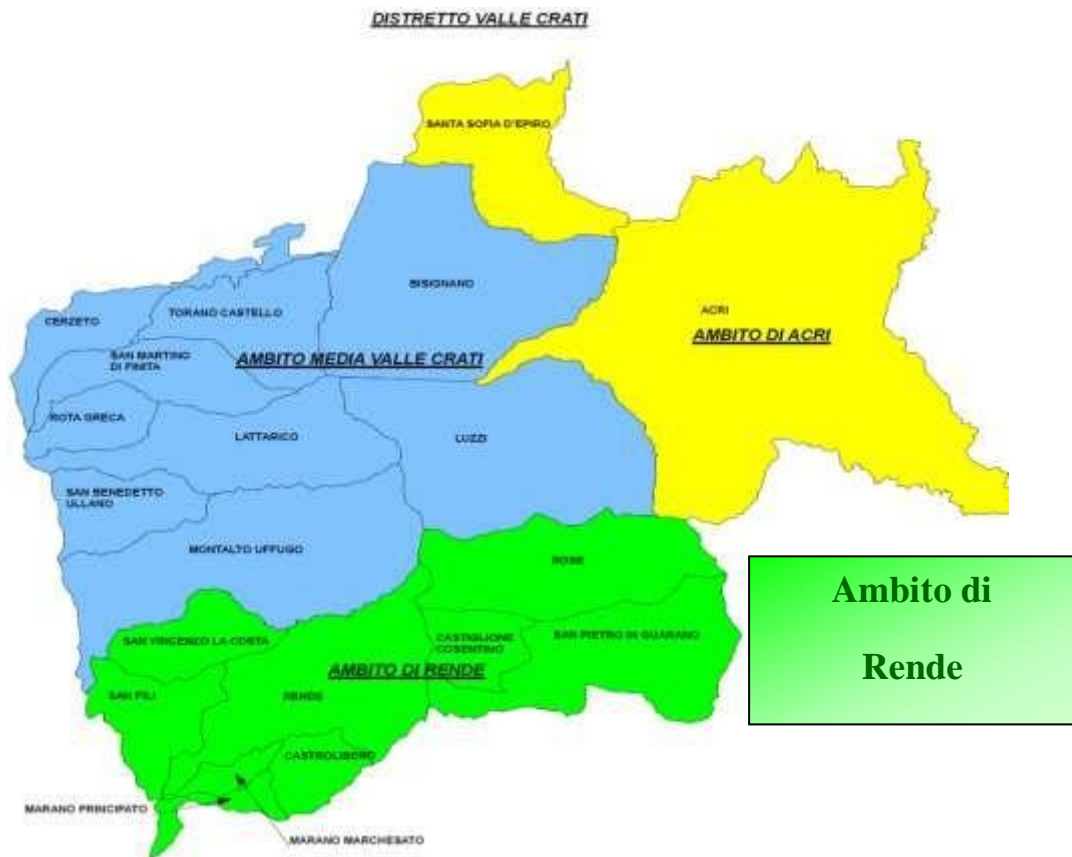 DISTRETTO VALLE CRATI
SANTA SOFIA D'EPIRO
BISIGNANO
TORANO CASTELLO
CERZETO
ACRI
AMBITO DI ACRI
SAN MARTINO
DI FINITA
AMBITO MEDIA VALLE CRATI
ROTA GRECA
LATTARICO
LUZZI
SAN BENEDETTO
ULLANO
MONTALTO UFFUGO
ROSE
Ambito di
Rende
SAN VINCENZO LA COSTA
CASTIGLIONE
COSENTINO
SAN PIETRO IN GUARANO
AMBITO DI RENDE
SAN FILI
RENDE
CASTROLIBERO
MARANO PRINCIPATO
MARANO MARCHESATO